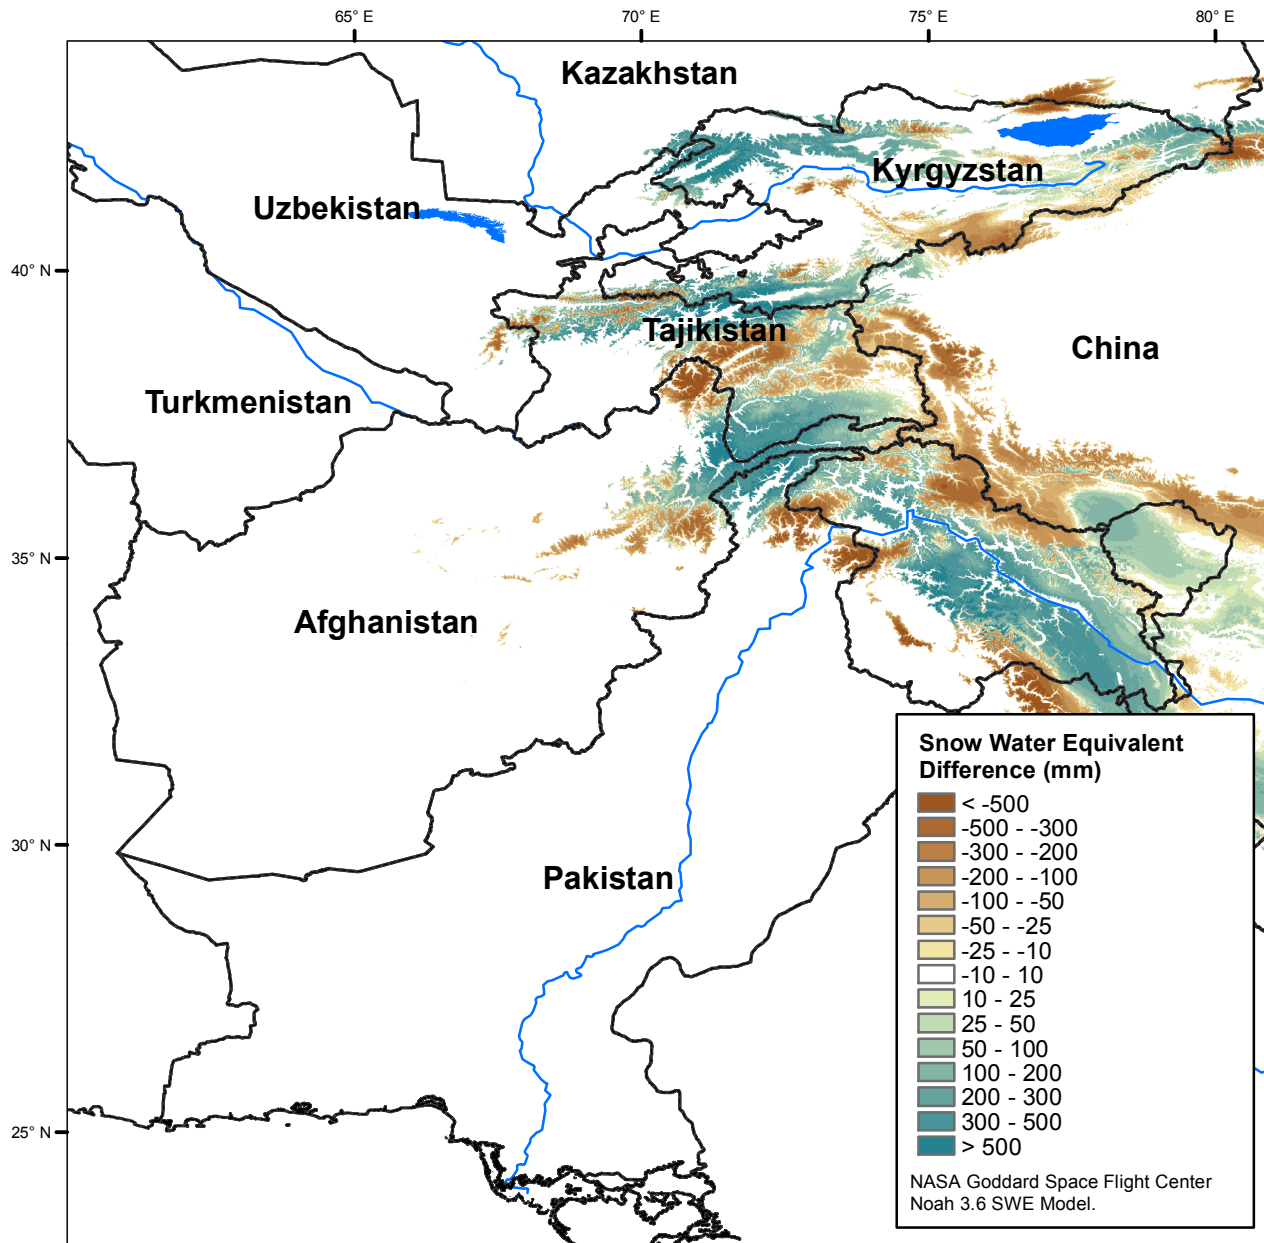 65° E 70° E 75° E 80° E
Kazakhstan
Kyrgyzstan
Uzbekistan
40° N
Tajikistan
China
Turkmenistan
35° N
Afghanistan
Snow Water Equivalent
Difference (mm)
< -500
-500 - -300
-300 - -200
-200 - -100
-100 - -50
-50 - -25
-25 - -10
-10 - 10
10 - 25
25 - 50
50 - 100
100 - 200
200 - 300
300 - 500
> 500
30° N
Pakistan
25° N
NASA Goddard Space Flight Center
Noah 3.6 SWE Model.